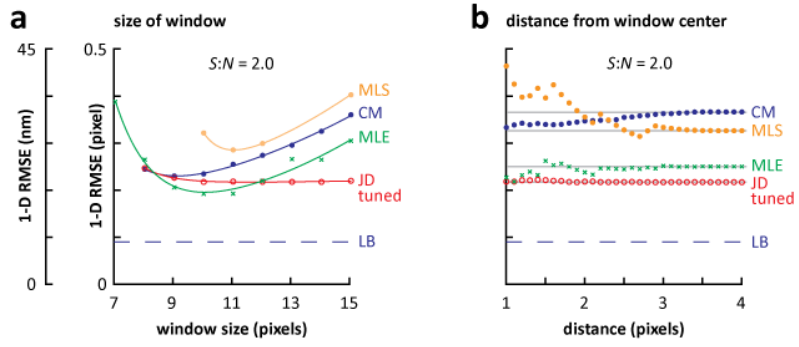 a
size of window
45
0.5
S:N = 2.0
MLS
CM
MLE
JD
tuned
LB
1-D RMSE (nm)
1-D RMSE (pixel)
0
0
7
9
11
13
15
window size (pixels)
b
distance from window center
S:N = 2.0
CM
MLS
MLE
JD
tuned
LB
1
2
3
4
distance (pixels)